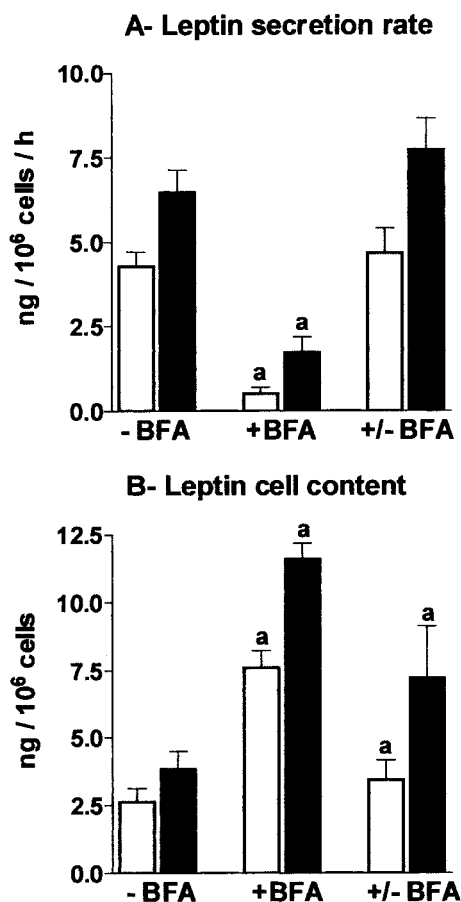 A- Leptin secretion rate
10.0
7.5
5.0
2.5
0.0
ng / 10⁶ cells / h
a
a
- BFA +BFA +/- BFA
B- Leptin cell content
12.5
10.0
7.5
5.0
2.5
0.0
ng / 10⁶ cells
a
a
a
a
- BFA +BFA +/- BFA